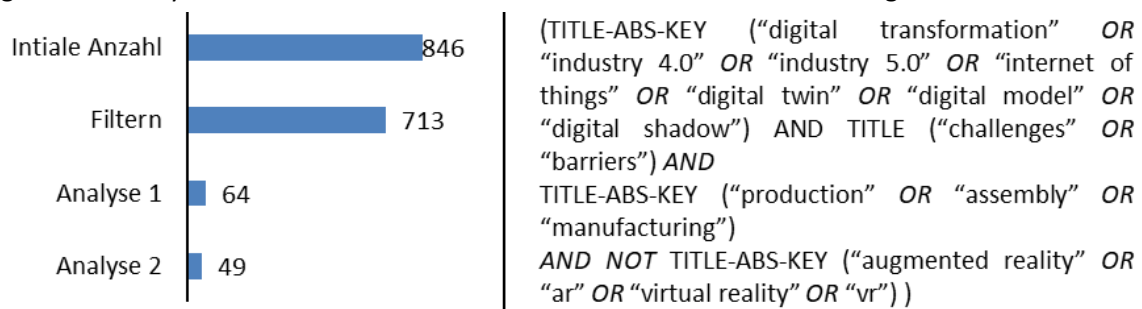 Intiale Anzahl 846
Filtern 713
Analyse 1 64
Analyse 2 49
(TITLE-ABS-KEY (“digital transformation” OR
“industry 4.0” OR “industry 5.0” OR “internet of
things” OR “digital twin” OR “digital model” OR
“digital shadow”) AND TITLE (“challenges” OR
“barriers”) AND
TITLE-ABS-KEY (“production” OR “assembly” OR
“manufacturing”)
AND NOT TITLE-ABS-KEY (“augmented reality” OR
“ar” OR “virtual reality” OR “vr”) )